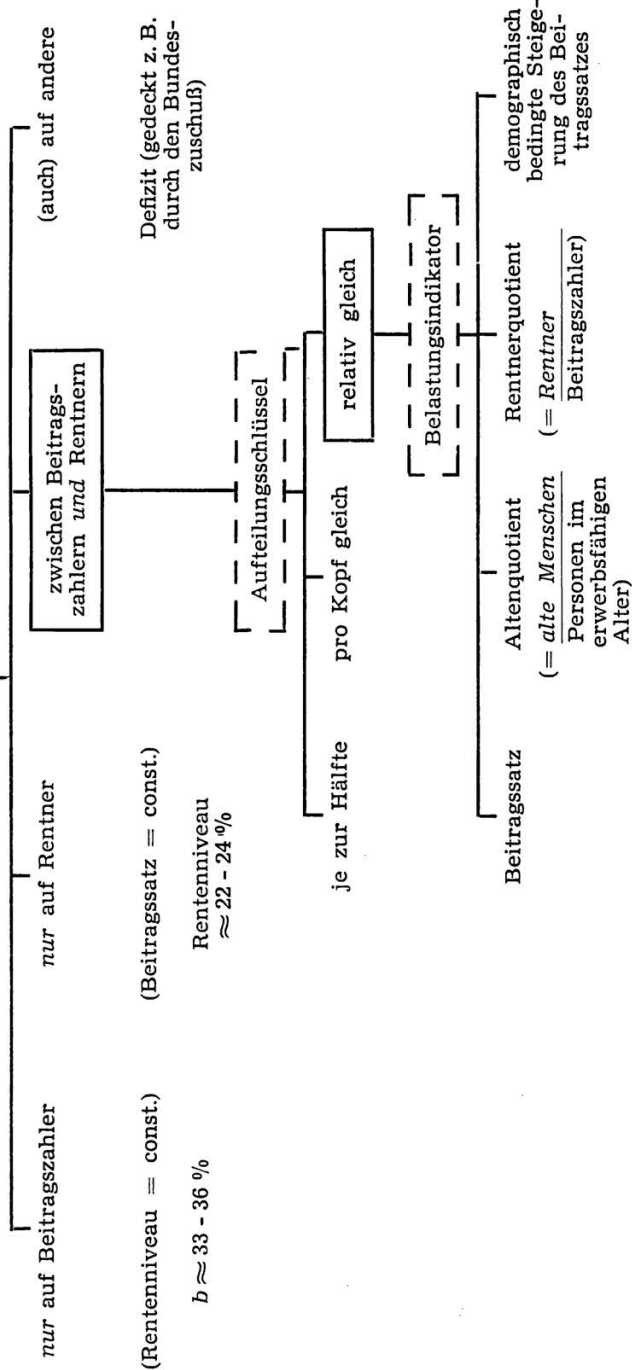 nur auf Beitragszahler
(Rentenniveau = const.)
b ≈ 33 - 36 %
nur auf Rentner
(Beitragssatz = const.)
Rentenniveau
≈ 22 - 24 %
zwischen Beitrags-
zahlern und Rentnern
(auch) auf andere
Defizit (gedeckt z. B.
durch den Bundes-
zuschuß)
Aufteilungsschlüssel
je zur Hälfte
pro Kopf gleich
relativ gleich
Belastungsindikator
Beitragssatz
Altenquotient
(= alte Menschen
Personen im
erwerbsfähigen
Alter)
Rentnerquotient
(= Rentner
Beitragszahler)
demographisch
bedingte Steige-
rung des Bei-
tragssatzes